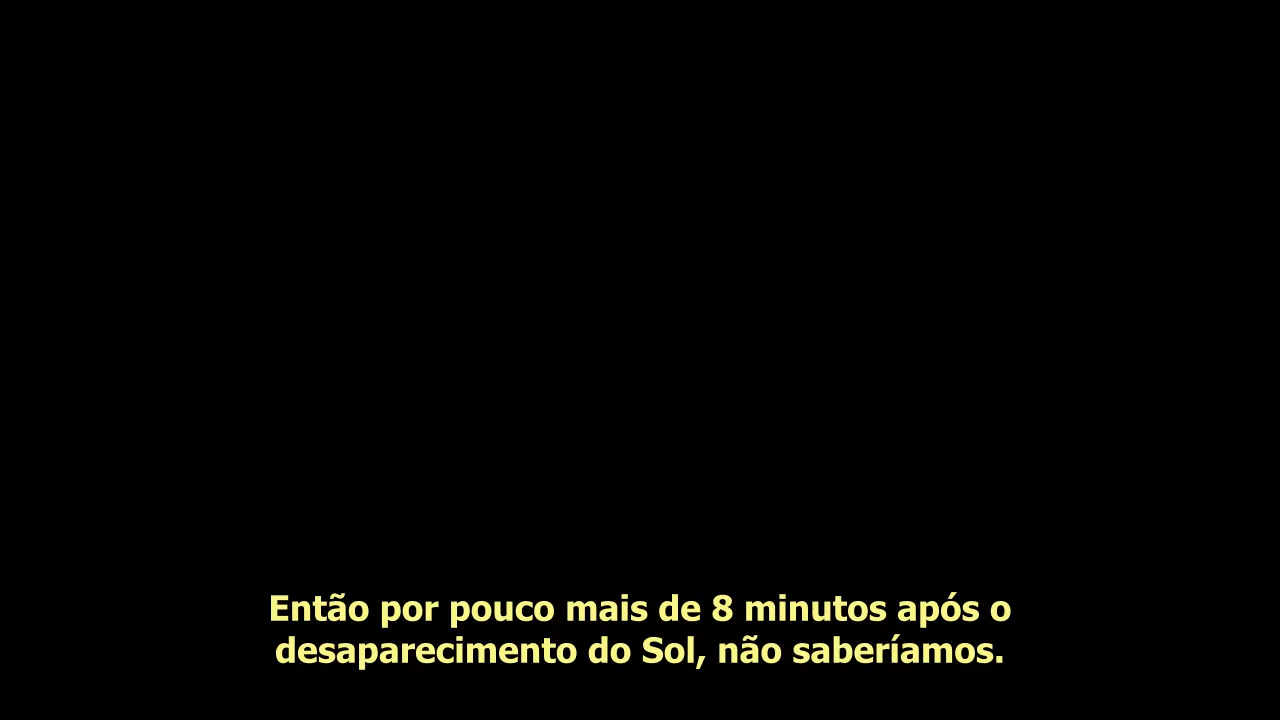 Então por pouco mais de 8 minutos após o
desaparecimento do Sol, não saberíamos.